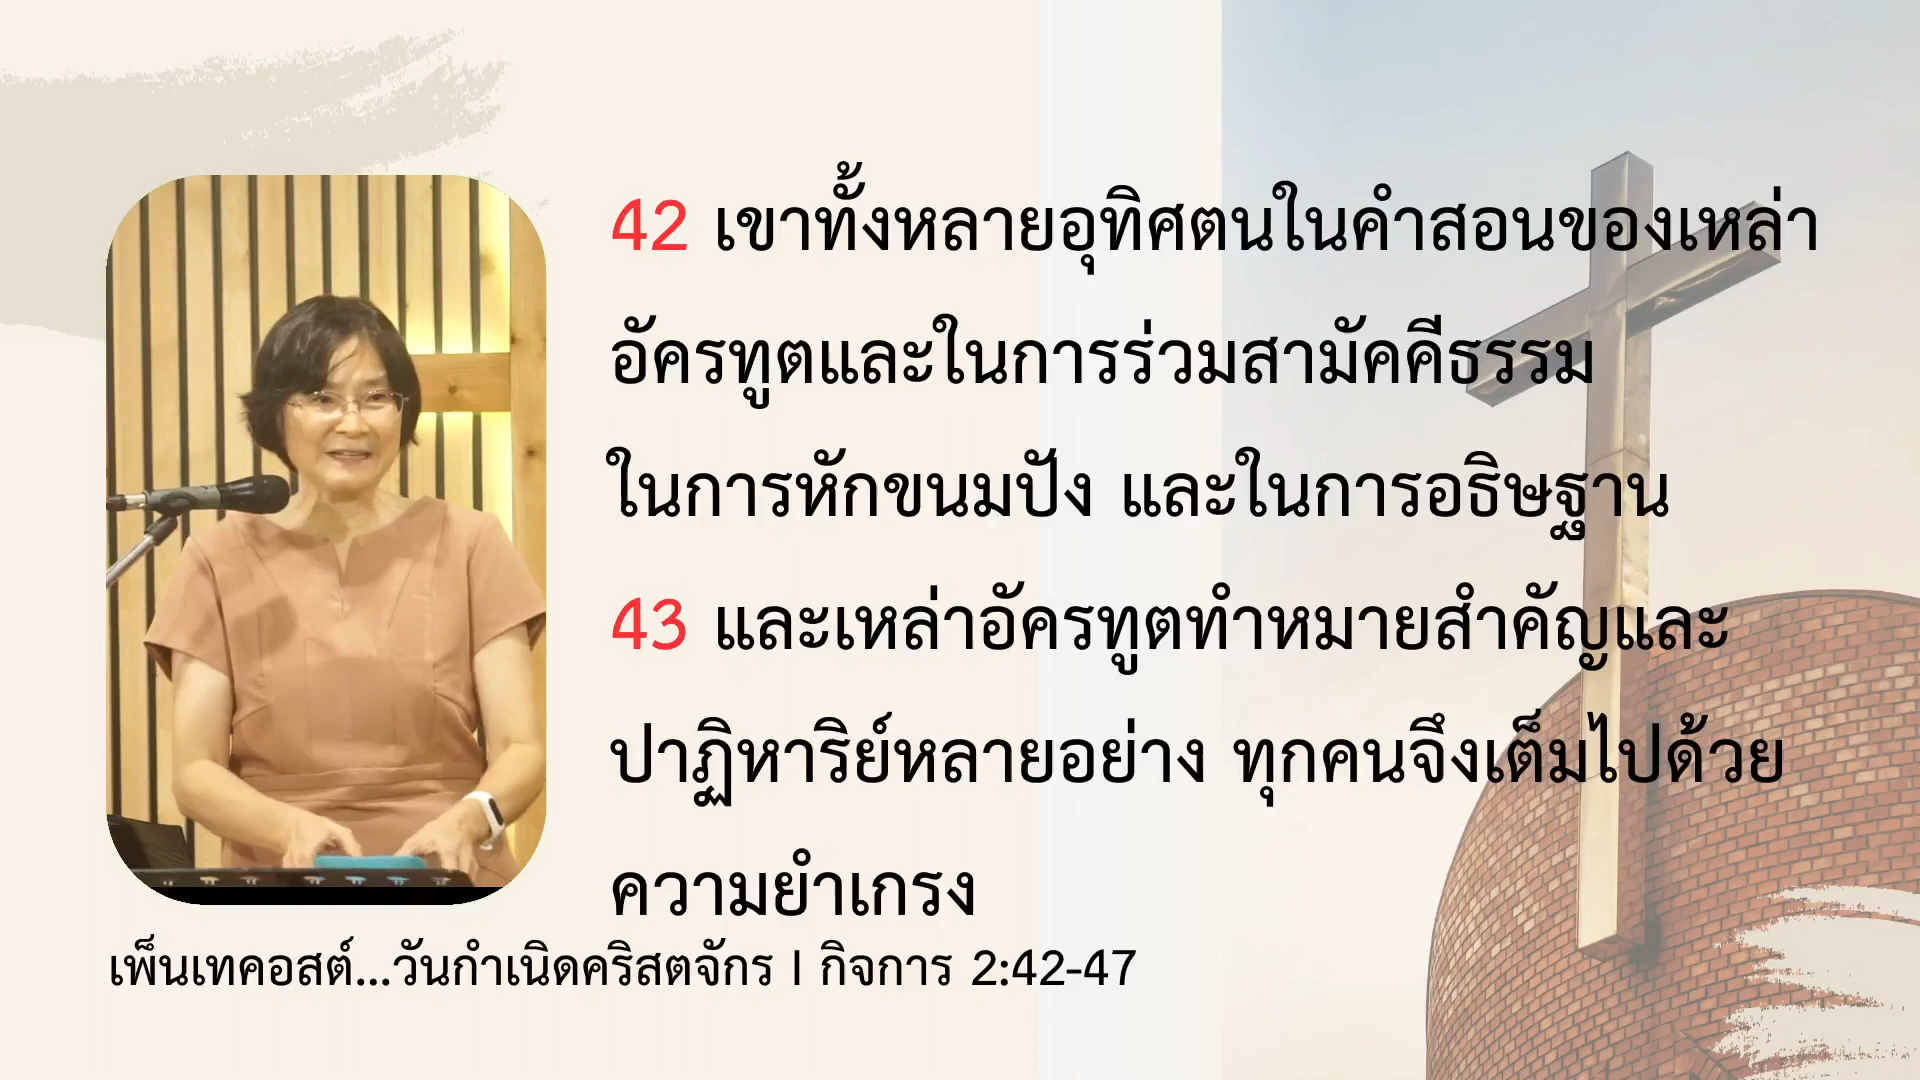 42 เขาทั้งหลายอุทิศตนในคำสอนของเหล่า
อัครทูตและในการร่วมสามัคคีธรรม
ในการหักขนมปัง และในการอธิษฐาน
43 และเหล่าอัครทูตทำหมายสำคัญและ
ปาฏิหาริย์หลายอย่าง ทุกคนจึงเต็มไปด้วย
ความยำเกรง
เพ็นเทคอสต์...วันกำเนิดคริสตจักร I กิจการ 2:42-47